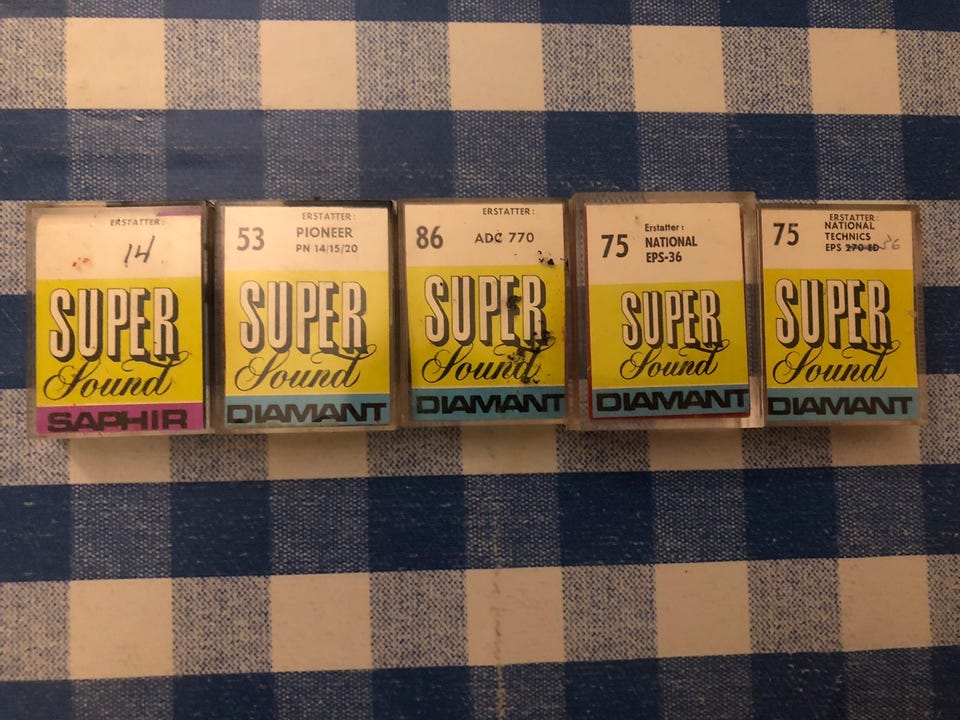 ERSTATTER:
14
SUPER
Sound
SAPHIR
ERSTATTER:
53 PIONEER
PN 14/15/20
SUPER
Sound
DIAMANT
ERSTATTER:
86 ADC 770
SUPER
Sound
DIAMANT
Erstatter:
75 NATIONAL
EPS-36
SUPER
Sound
DIAMANT
ERSTATTER:
75 NATIONAL
TECHNICS
EPS 270 ED 36
SUPER
Sound
DIAMANT